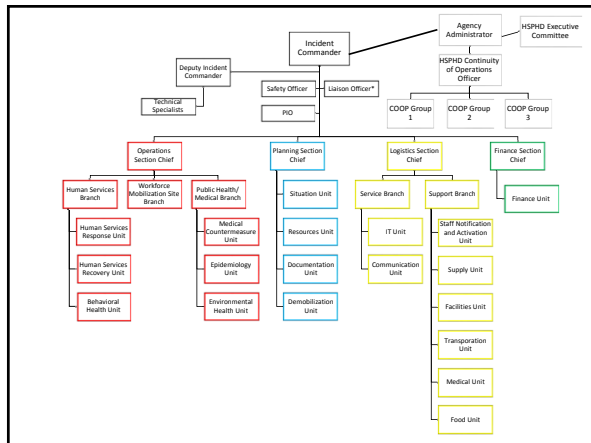 Agency
Administrator
HSPHD Executive
Committee
Incident
Commander
HSPHD Continuity
of Operations
Officer
Deputy Incident
Commander
Safety Officer
Liaison Officer*
Technical
Specialists
PIO
COOP Group
1
COOP Group
2
COOP Group
3
Operations
Section Chief
Planning Section
Chief
Logistics Section
Chief
Finance Section
Chief
Human Services
Branch
Workforce
Mobilization Site
Branch
Public Health/
Medical Branch
Situation Unit
Service Branch
Support Branch
Finance Unit
Human Services
Response Unit
Medical
Countermeasure
Unit
Resources Unit
IT Unit
Staff Notification
and Activation
Unit
Human Services
Recovery Unit
Epidemiology
Unit
Documentation
Unit
Communication
Unit
Supply Unit
Behavioral
Health Unit
Environmental
Health Unit
Demobilization
Unit
Facilities Unit
Transporation
Unit
Medical Unit
Food Unit